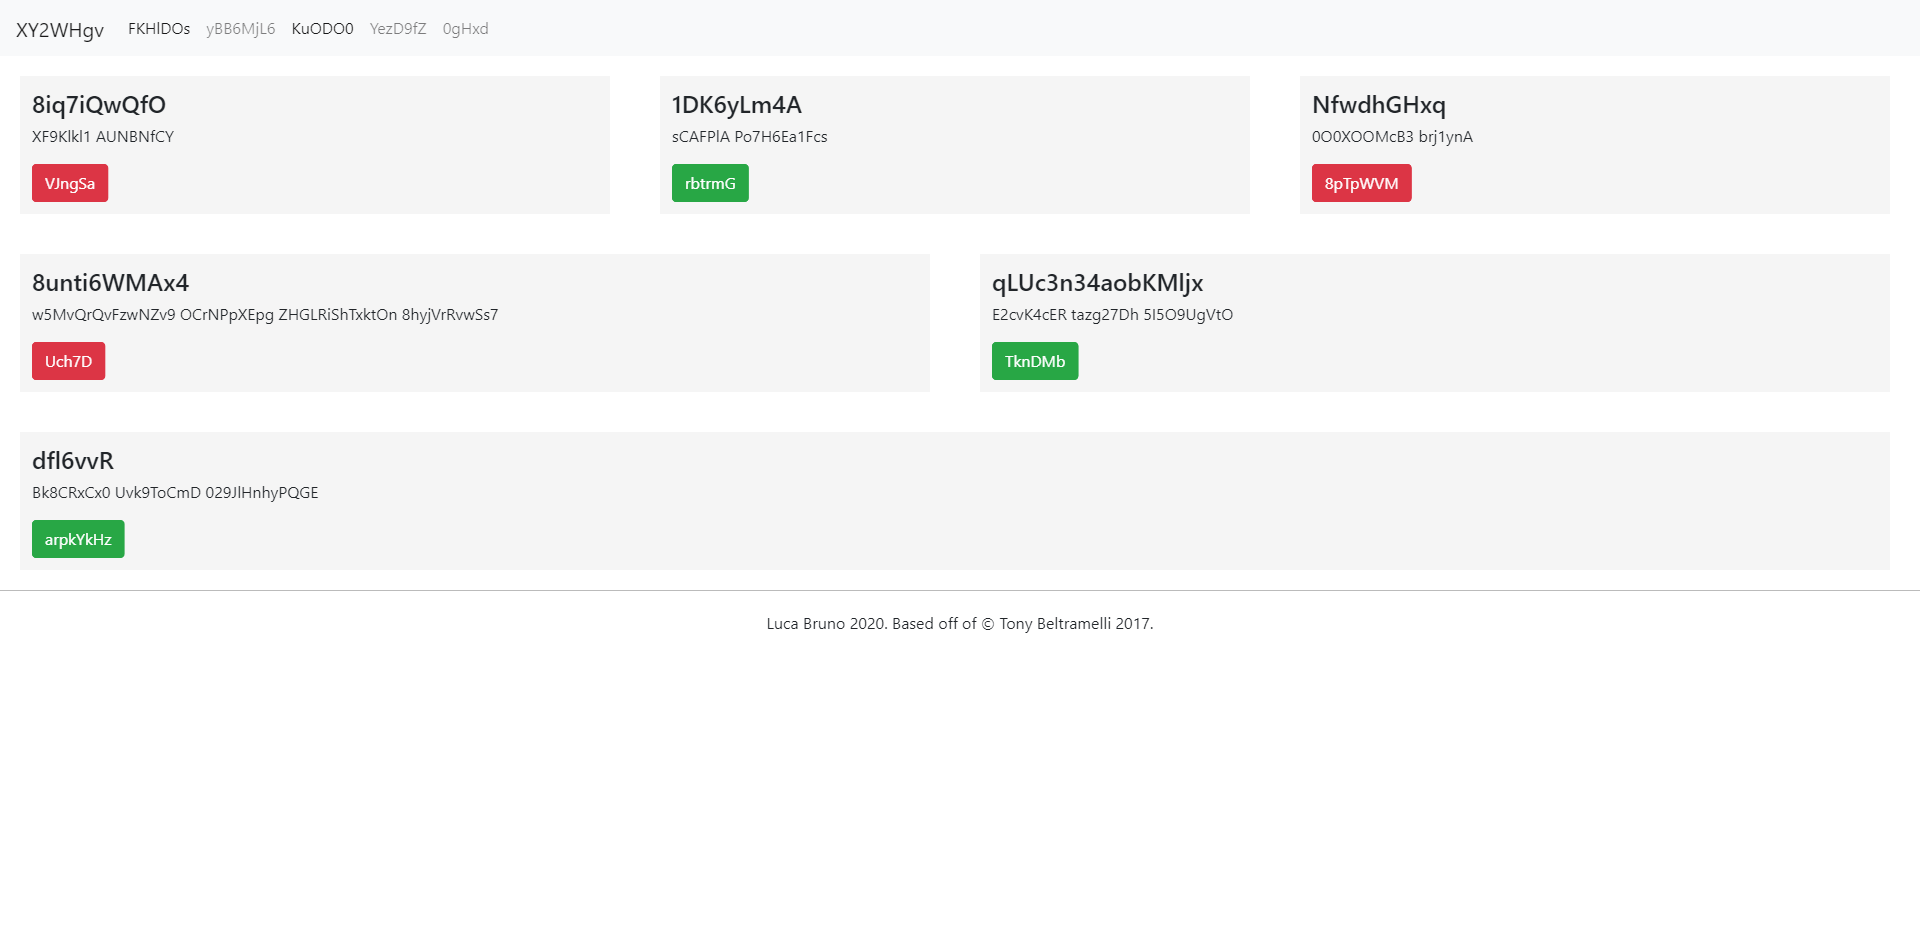 XY2WHgv FKHlDOs yBB6MjL6 KuODO0 YezD9fZ 0gHxd
8iq7iQwQfO
XF9Klkl1 AUNBNfCY
VJngSa
1DK6yLm4A
sCAFPlA Po7H6Ea1Fcs
rbtrmG
NfwdhGHxq
0O0XOOMcB3 brj1ynA
8pTpWVM
8unti6WMAx4
w5MvQrQvFzwNZv9 OCrNPpXEpg ZHGLRiShTxktOn 8hyjVrRvwSs7
Uch7D
qLUc3n34aobKMljx
E2cvK4cER tazg27Dh 5I5O9UgVtO
TknDMb
dfl6vvR
Bk8CRxCx0 Uvk9ToCmD 029JlHnhyPQGE
arpkYkHz
Luca Bruno 2020. Based off of © Tony Beltramelli 2017.